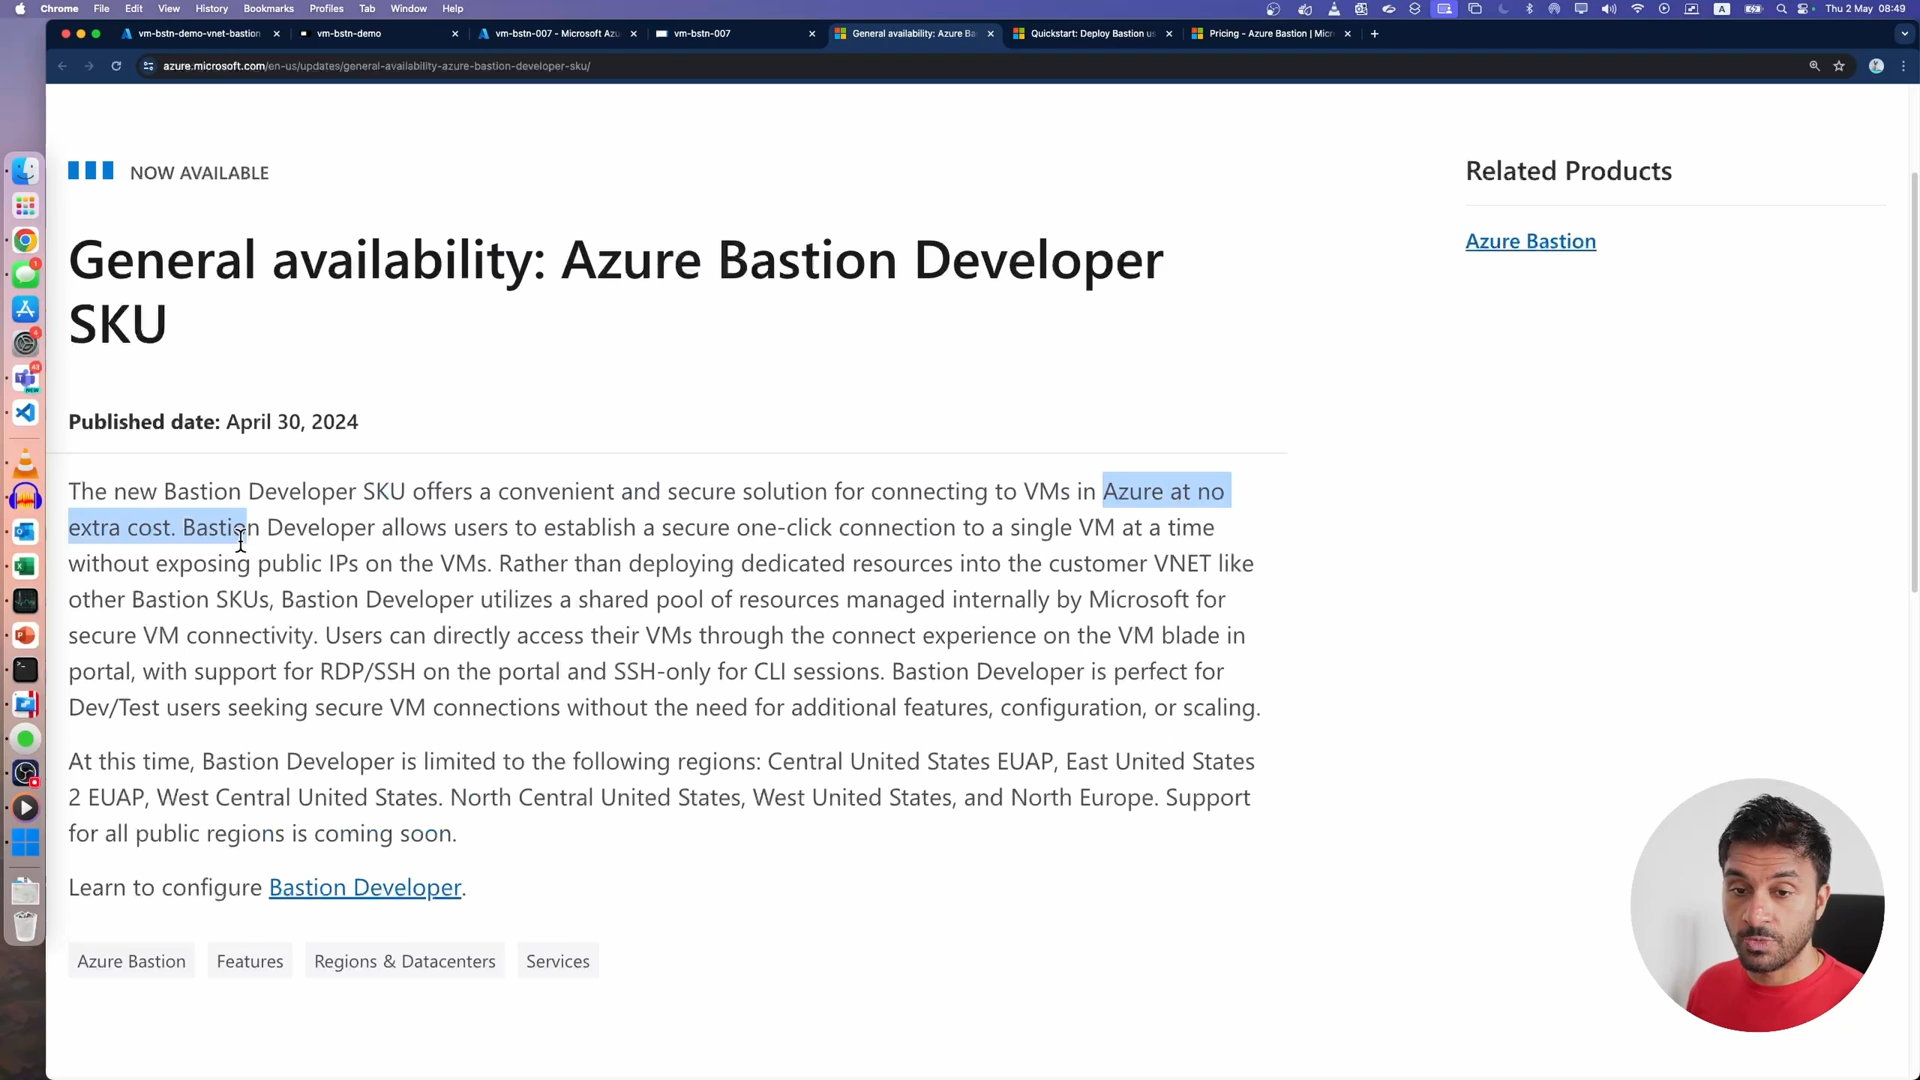 Chrome File Edit View History Bookmarks Profiles Tab Window Help
Thu 2 May 08:49
vm-bstn-demo-vnet-bastion
vm-bstn-demo
vm-bstn-007 - Microsoft Azu
vm-bstn-007
General availability: Azure Ba
Quickstart: Deploy Bastion us
Pricing - Azure Bastion | Micr
azure.microsoft.com/en-us/updates/general-availability-azure-bastion-developer-sku/
NOW AVAILABLE
General availability: Azure Bastion Developer
SKU
Published date: April 30, 2024
The new Bastion Developer SKU offers a convenient and secure solution for connecting to VMs in Azure at no
extra cost. Bastion Developer allows users to establish a secure one-click connection to a single VM at a time
without exposing public IPs on the VMs. Rather than deploying dedicated resources into the customer VNET like
other Bastion SKUs, Bastion Developer utilizes a shared pool of resources managed internally by Microsoft for
secure VM connectivity. Users can directly access their VMs through the connect experience on the VM blade in
portal, with support for RDP/SSH on the portal and SSH-only for CLI sessions. Bastion Developer is perfect for
Dev/Test users seeking secure VM connections without the need for additional features, configuration, or scaling.
At this time, Bastion Developer is limited to the following regions: Central United States EUAP, East United States
2 EUAP, West Central United States. North Central United States, West United States, and North Europe. Support
for all public regions is coming soon.
Learn to configure Bastion Developer.
Azure Bastion
Features
Regions & Datacenters
Services
Related Products
Azure Bastion